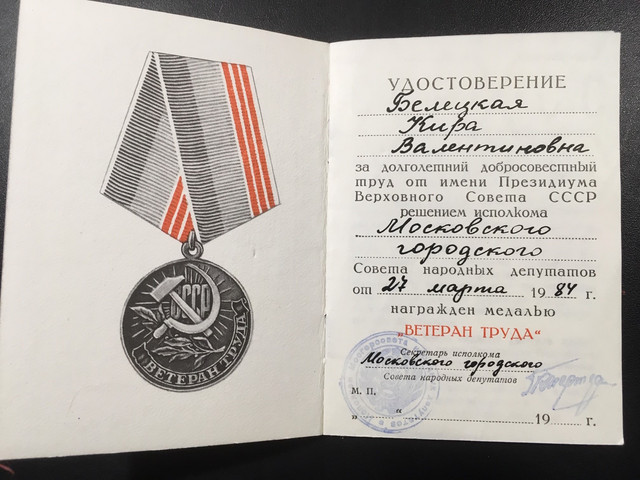 СССР
ВЕТЕРАН ТРУДА
УДОСТОВЕРЕНИЕ
Белецкая
Кира
Валентиновна
за долголетний добросовестный
труд от имени Президиума
Верховного Совета СССР
решением исполкома
Московского
городского
Совета народных депутатов
от 27 марта 1984 г.
награжден медалью
„ВЕТЕРАН ТРУДА“
Секретарь исполкома
Московского городского
Совета народных депутатов
М. П.
„ “ 19 г.